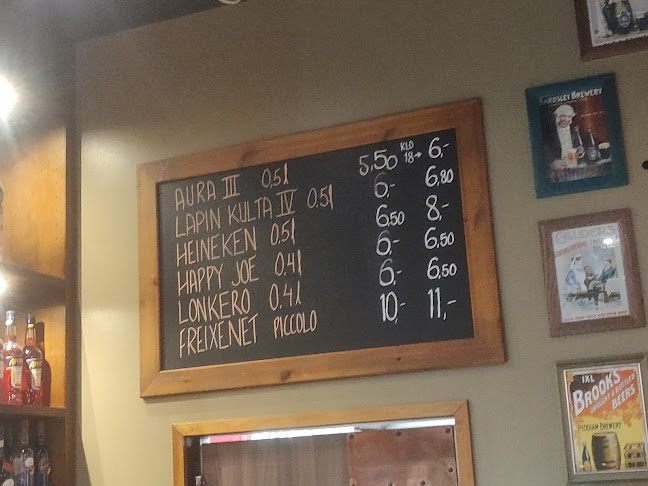 KLO
18→
AURA III 0,5l 5,50 6,-
LAPIN KULTA IV 0,5l 6,- 6,80
HEINEKEN 0,5l 6,50 8,-
HAPPY JOE 0,4l 6,- 6,50
LONKERO 0,4l 6,- 6,50
FREIXENET PICCOLO 10,- 11,-
BREWERY
IXL
BROOK'S
BEERS
PECKHAM BREWERY